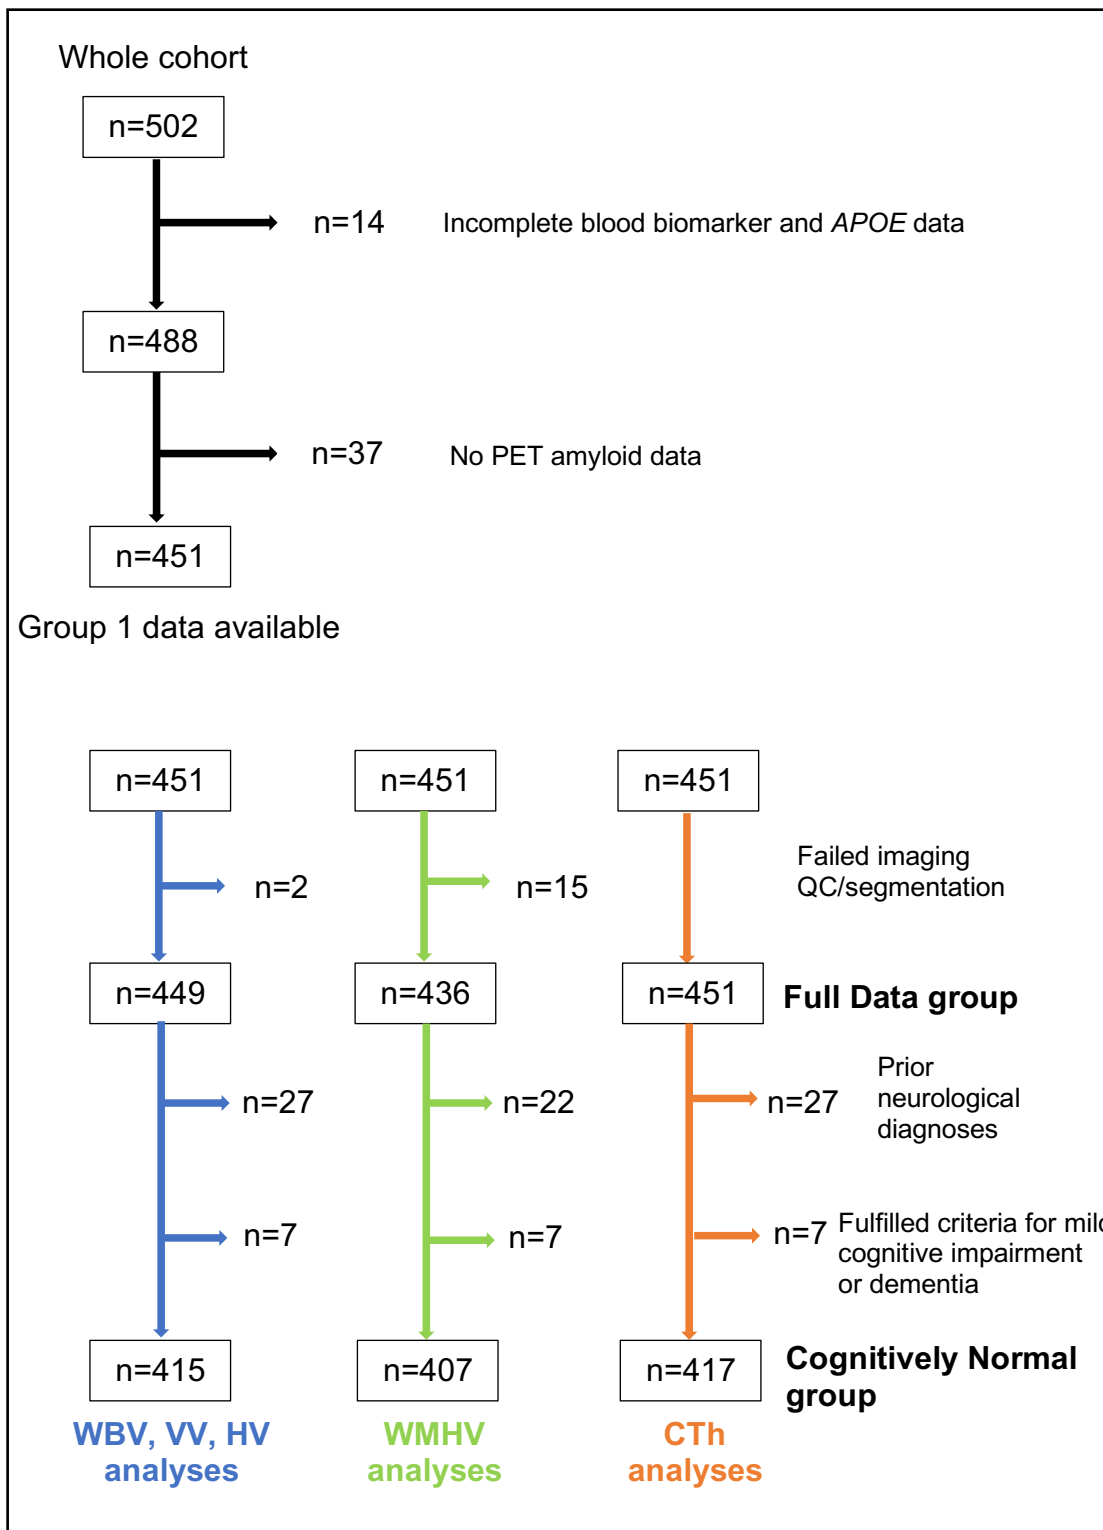 Whole cohort
n=502
n=14 Incomplete blood biomarker and APOE data
n=488
n=37 No PET amyloid data
n=451
Group 1 data available
n=451 n=451 n=451
Failed imaging
QC/segmentation
n=2 n=15
n=449 n=436 n=451 Full Data group
n=27 n=22 n=27
Prior
neurological
diagnoses
n=7 n=7 n=7
Fulfilled criteria for mild
cognitive impairment
or dementia
n=415 n=407 n=417
Cognitively Normal
group
WBV, VV, HV
analyses
WMHV
analyses
CTh
analyses